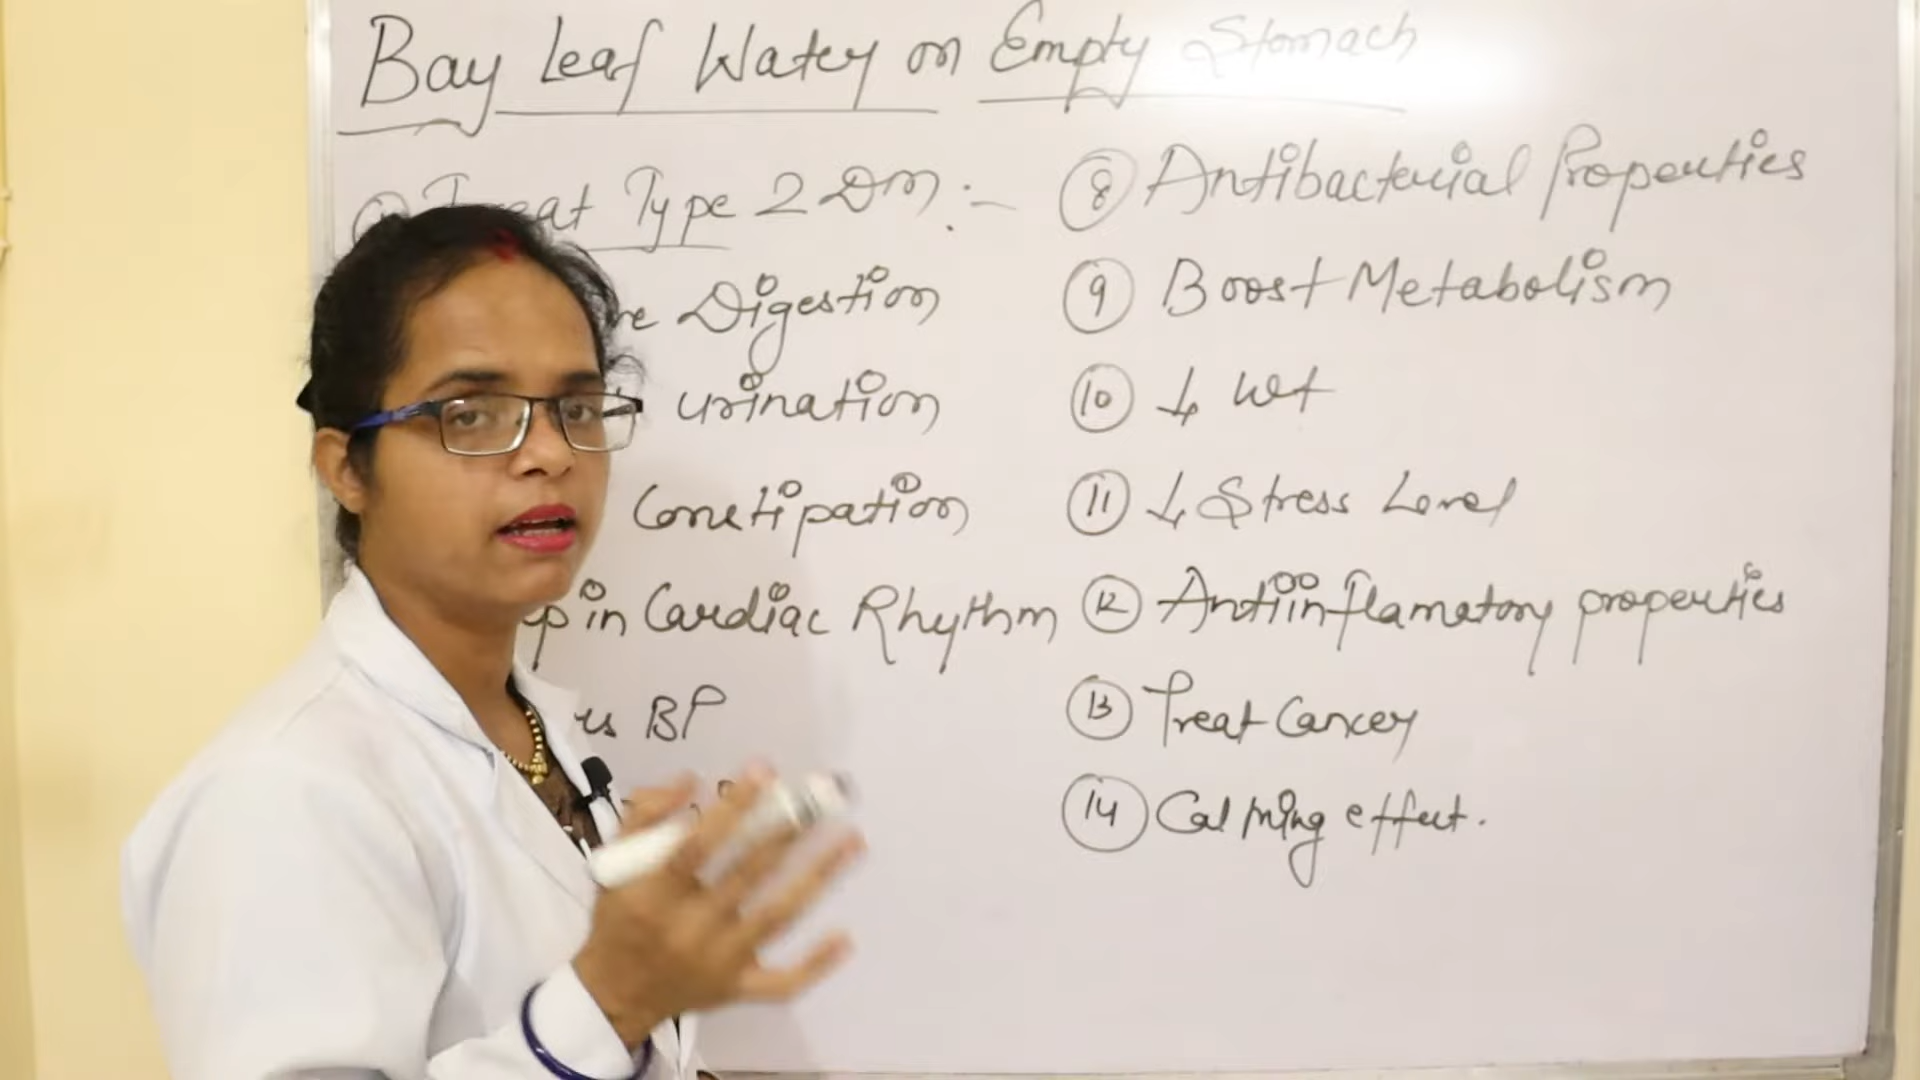 Bay Leaf Water on Empty Stomach
Treat Type 2 DM:-
Digestion
urination
Constipation
in Cardiac Rhythm
BP
8 Antibacterial Properties
9 Boost Metabolism
10 ↓ wt
11 ↓ Stress Level
12 Antiinflamatory properties
13 Treat Cancer
14 Calming effect.